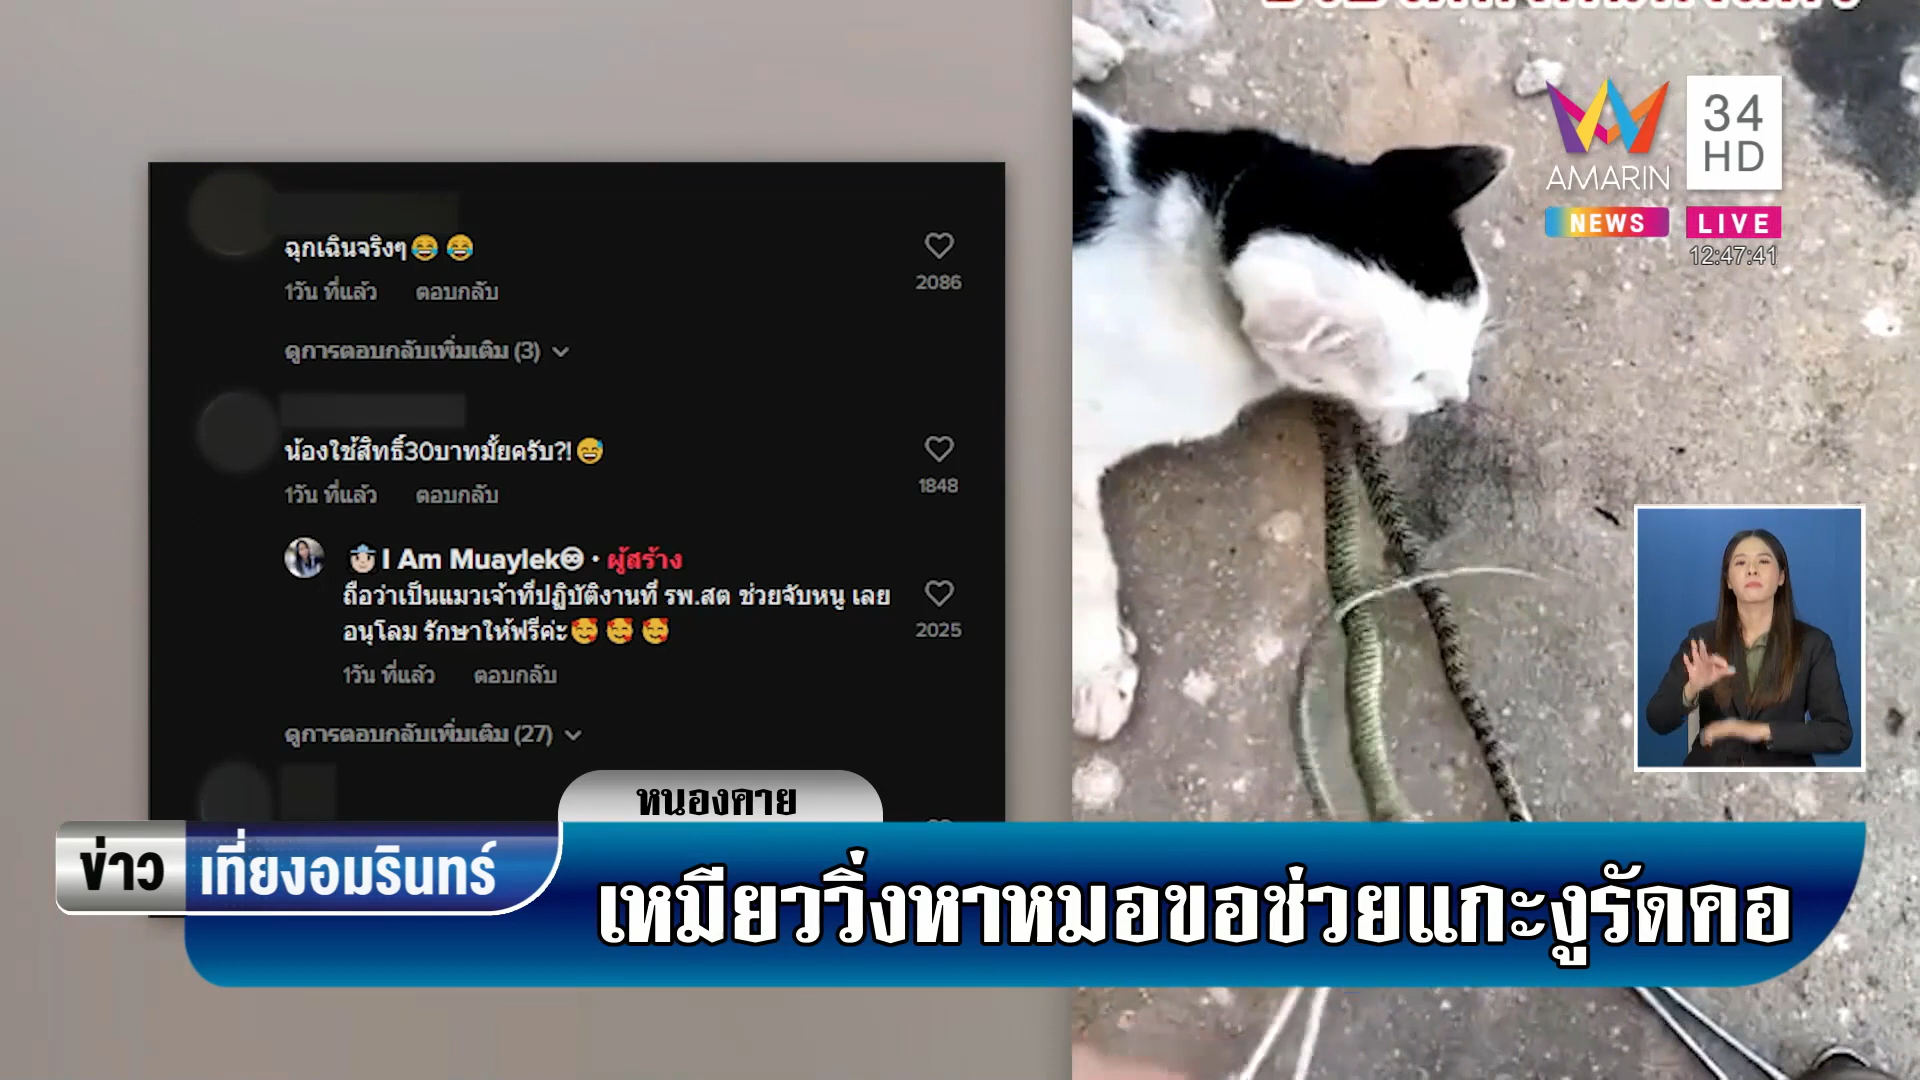 AMARIN
34
HD
NEWS
LIVE
12:47:41
ฉุกเฉินจริงๆ😂 😂
1วัน ที่แล้ว ตอบกลับ
2086
ดูการตอบกลับเพิ่มเติม (3)
น้องใช้สิทธิ์30บาทมั้ยครับ?!😅
1วัน ที่แล้ว ตอบกลับ
1848
I Am Muaylek · ผู้สร้าง
ถือว่าเป็นแมวเจ้าที่ปฏิบัติงานที่ รพ.สต ช่วยจับหนู เลย
อนุโลม รักษาให้ฟรีค่ะ🥰 🥰 🥰
1วัน ที่แล้ว ตอบกลับ
2025
ดูการตอบกลับเพิ่มเติม (27)
หนองคาย
ข่าว เที่ยงอมรินทร์
เหมียววิ่งหาหมอขอช่วยแกะงูรัดคอ